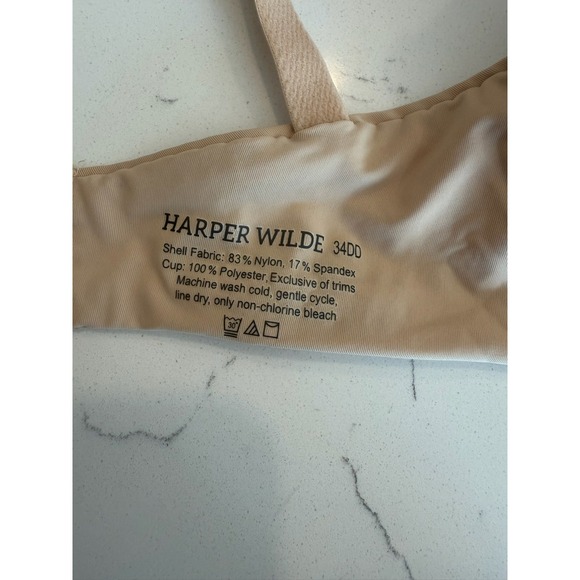 HARPER WILDE 34DD
Shell Fabric: 83% Nylon, 17% Spandex
Cup: 100% Polyester, Exclusive of trims
Machine wash cold, gentle cycle,
line dry, only non-chlorine bleach
30°